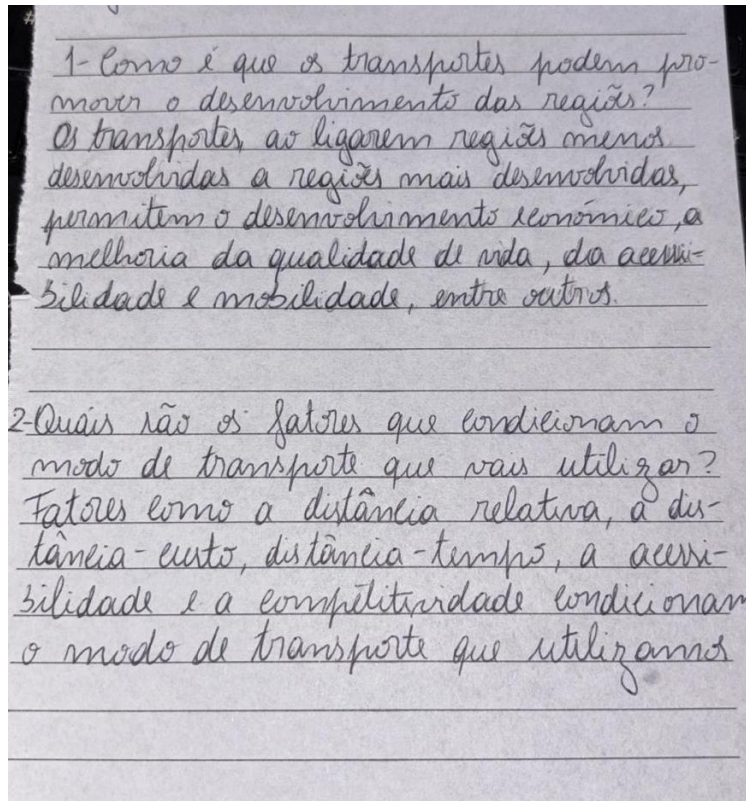 1- Como é que os transportes podem pro-
mover o desenvolvimento das regiões?
Os transportes, ao ligarem regiões menos
desenvolvidas a regiões mais desenvolvidas,
permitem o desenvolvimento económico, a
melhoria da qualidade de vida, da acessi-
bilidade e mobilidade, entre outros.
2-Quais são os fatores que condicionam o
modo de transporte que vais utilizar?
Fatores como a distância relativa, a dis-
tância-custo, distância-tempo, a acessi-
bilidade e a competitividade condicionam
o modo de transporte que utilizamos